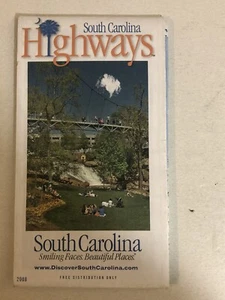 South Carolina
Highways.
South Carolina
Smiling Faces. Beautiful Places.
www.DiscoverSouthCarolina.com
2008 FREE DISTRIBUTION ONLY